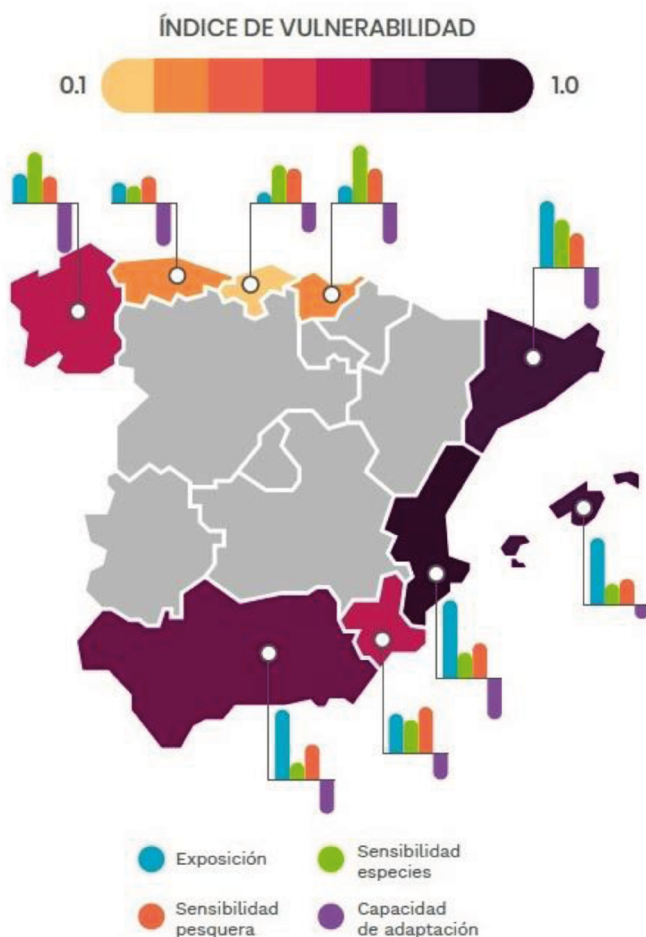 ÍNDICE DE VULNERABILIDAD
0.1
1.0
Exposición
Sensibilidad
especies
Sensibilidad
pesquera
Capacidad
de adaptación